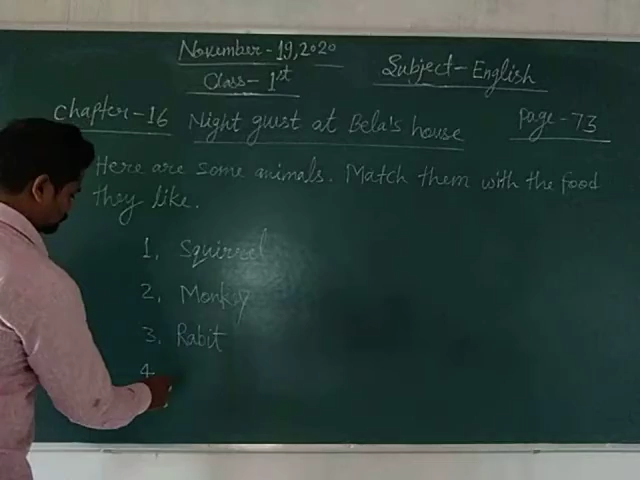 November-19, 2020
Class- 1st
Subject-English
Chapter-16 Night guist at Bela's house Page-73
Here are some animals. Match them with the food
they like.
1. Squirrel
2. Monkey
3. Rabit
4.